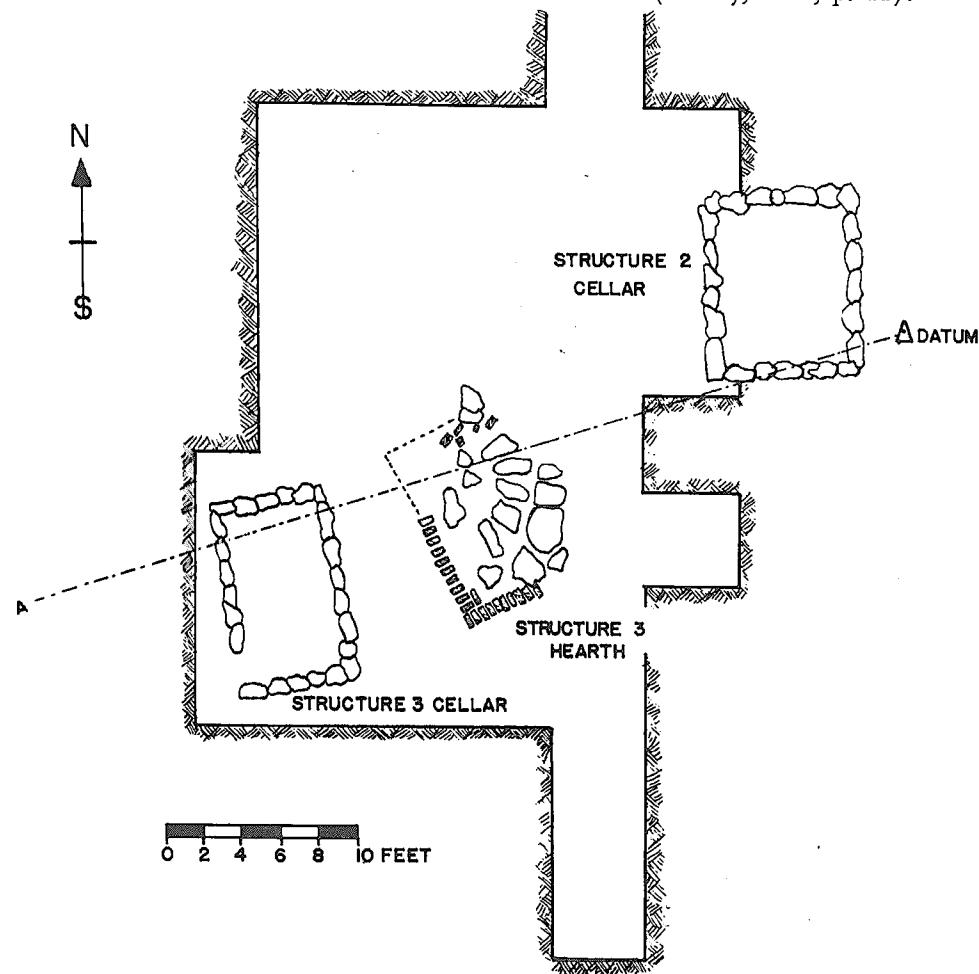 N
S
STRUCTURE 2
CELLAR
DATUM
A
STRUCTURE 3
HEARTH
STRUCTURE 3 CELLAR
0 2 4 6 8 10 FEET